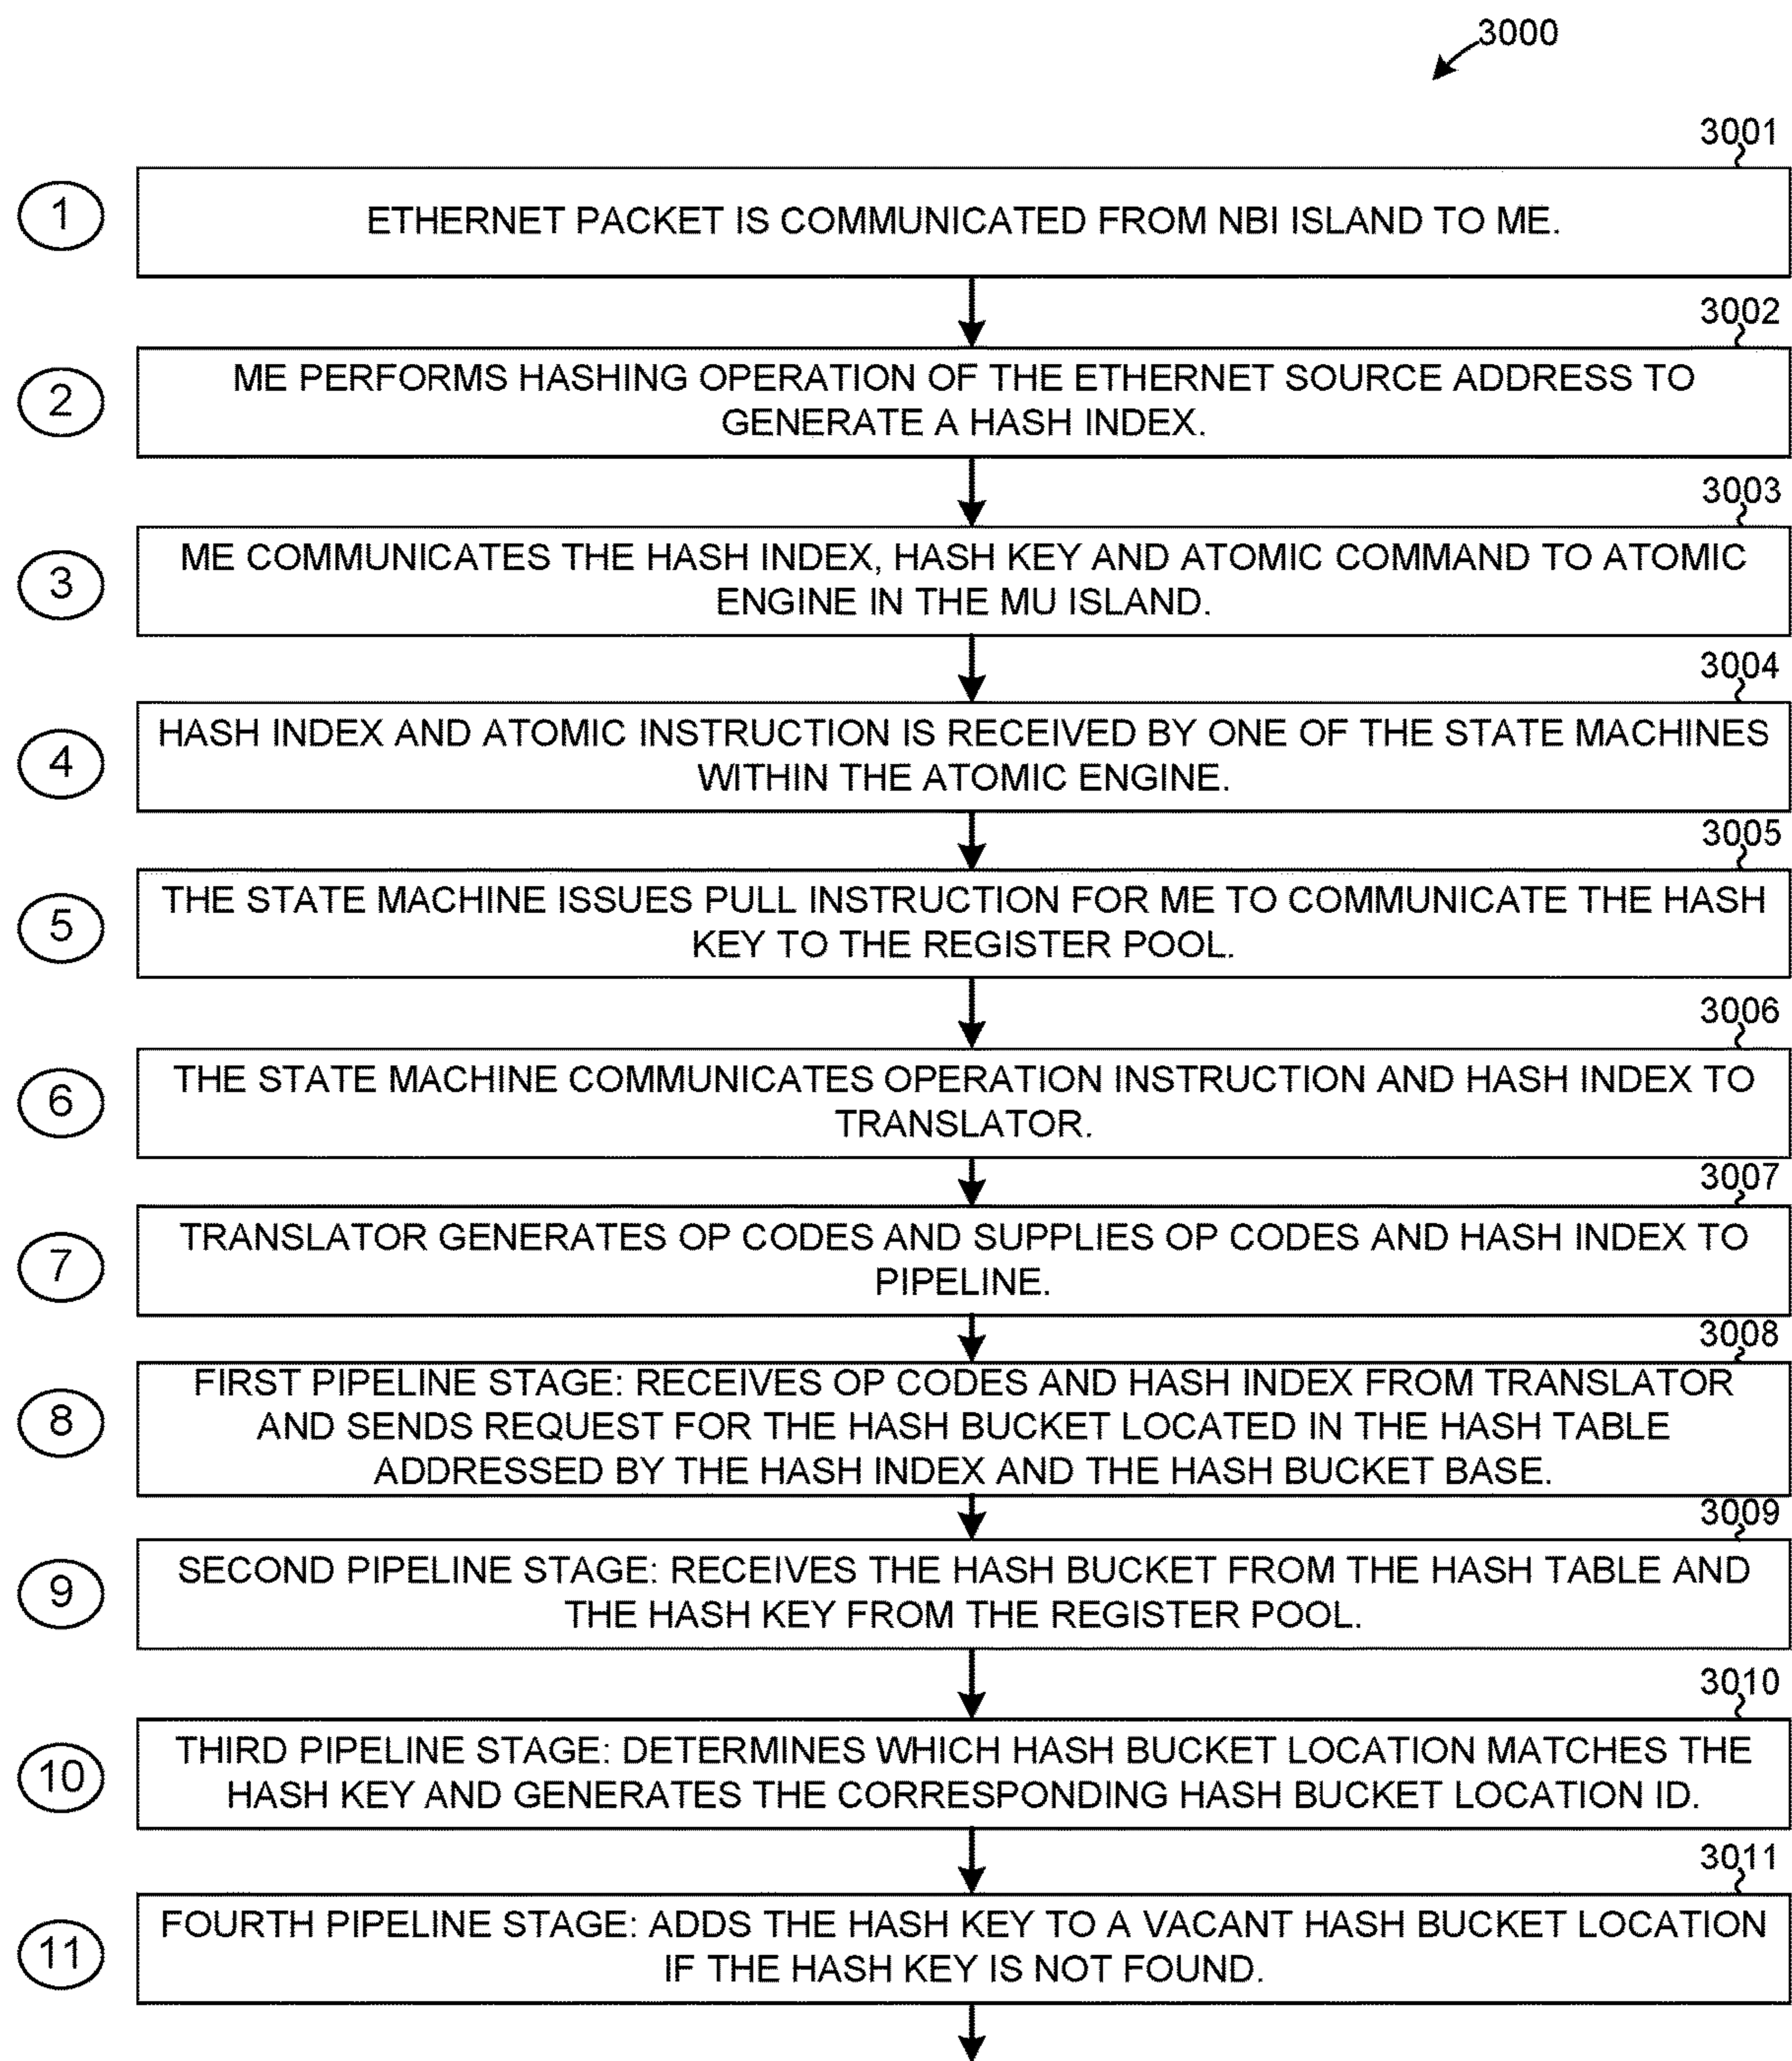 3000
3001
1
ETHERNET PACKET IS COMMUNICATED FROM NBI ISLAND TO ME.
3002
2
ME PERFORMS HASHING OPERATION OF THE ETHERNET SOURCE ADDRESS TO
GENERATE A HASH INDEX.
3003
3
ME COMMUNICATES THE HASH INDEX, HASH KEY AND ATOMIC COMMAND TO ATOMIC
ENGINE IN THE MU ISLAND.
3004
4
HASH INDEX AND ATOMIC INSTRUCTION IS RECEIVED BY ONE OF THE STATE MACHINES
WITHIN THE ATOMIC ENGINE.
3005
5
THE STATE MACHINE ISSUES PULL INSTRUCTION FOR ME TO COMMUNICATE THE HASH
KEY TO THE REGISTER POOL.
3006
6
THE STATE MACHINE COMMUNICATES OPERATION INSTRUCTION AND HASH INDEX TO
TRANSLATOR.
3007
7
TRANSLATOR GENERATES OP CODES AND SUPPLIES OP CODES AND HASH INDEX TO
PIPELINE.
3008
8
FIRST PIPELINE STAGE: RECEIVES OP CODES AND HASH INDEX FROM TRANSLATOR
AND SENDS REQUEST FOR THE HASH BUCKET LOCATED IN THE HASH TABLE
ADDRESSED BY THE HASH INDEX AND THE HASH BUCKET BASE.
3009
9
SECOND PIPELINE STAGE: RECEIVES THE HASH BUCKET FROM THE HASH TABLE AND
THE HASH KEY FROM THE REGISTER POOL.
3010
10
THIRD PIPELINE STAGE: DETERMINES WHICH HASH BUCKET LOCATION MATCHES THE
HASH KEY AND GENERATES THE CORRESPONDING HASH BUCKET LOCATION ID.
3011
11
FOURTH PIPELINE STAGE: ADDS THE HASH KEY TO A VACANT HASH BUCKET LOCATION
IF THE HASH KEY IS NOT FOUND.